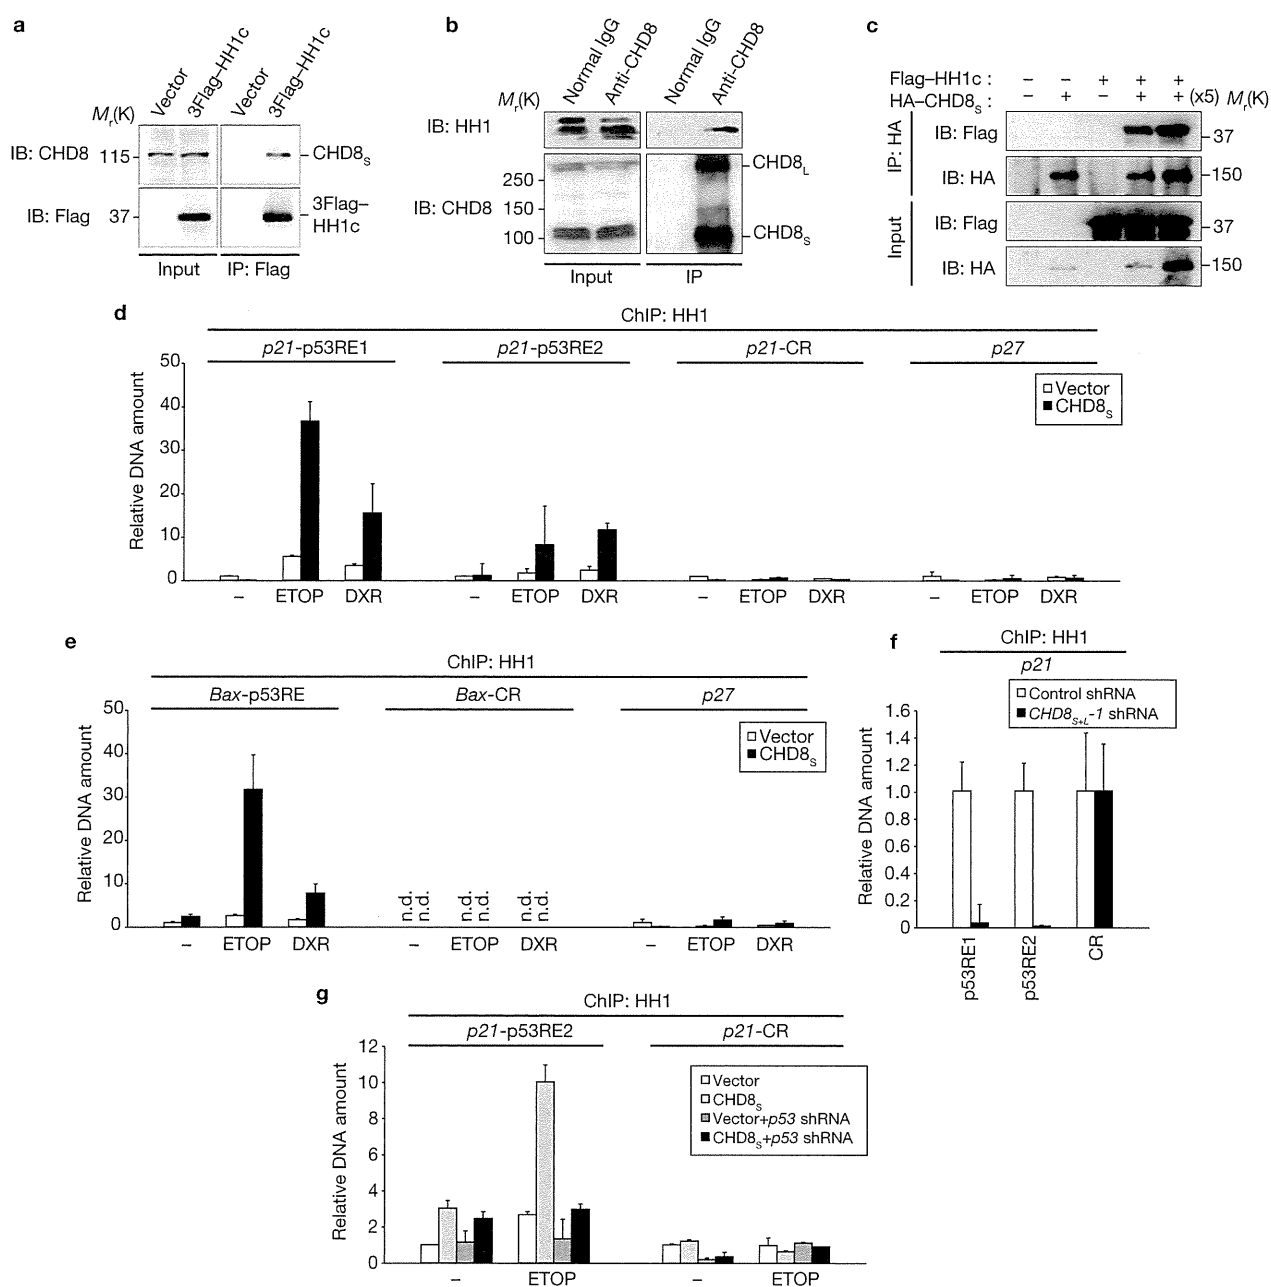 a
Vector
3Flag–HH1c
Vector
3Flag–HH1c
Mr(K)
IB: CHD8
115
CHD8S
IB: Flag
37
3Flag–
HH1c
Input
IP: Flag
b
Normal IgG
Anti-CHD8
Normal IgG
Anti-CHD8
Mr(K)
IB: HH1
IB: CHD8
250
150
100
CHD8L
CHD8S
Input
IP
c
Flag–HH1c : – – + + +
HA–CHD8S : – + – + + (x5) Mr(K)
IP: HA
IB: Flag
37
IB: HA
150
Input
IB: Flag
37
IB: HA
150
d
ChIP: HH1
p21-p53RE1
p21-p53RE2
p21-CR
p27
Relative DNA amount
50
40
30
20
10
0
Vector
CHD8S
– ETOP DXR
– ETOP DXR
– ETOP DXR
– ETOP DXR
e
ChIP: HH1
Bax-p53RE
Bax-CR
p27
Relative DNA amount
50
40
30
20
10
0
Vector
CHD8S
n.d. n.d. n.d. n.d. n.d. n.d.
– ETOP DXR
– ETOP DXR
– ETOP DXR
f
ChIP: HH1
p21
Control shRNA
CHD8S+L-1 shRNA
Relative DNA amount
1.6
1.4
1.2
1.0
0.8
0.6
0.4
0.2
0
p53RE1
p53RE2
CR
g
ChIP: HH1
p21-p53RE2
p21-CR
Relative DNA amount
12
10
8
6
4
2
0
Vector
CHD8S
Vector+p53 shRNA
CHD8S+p53 shRNA
– ETOP
– ETOP